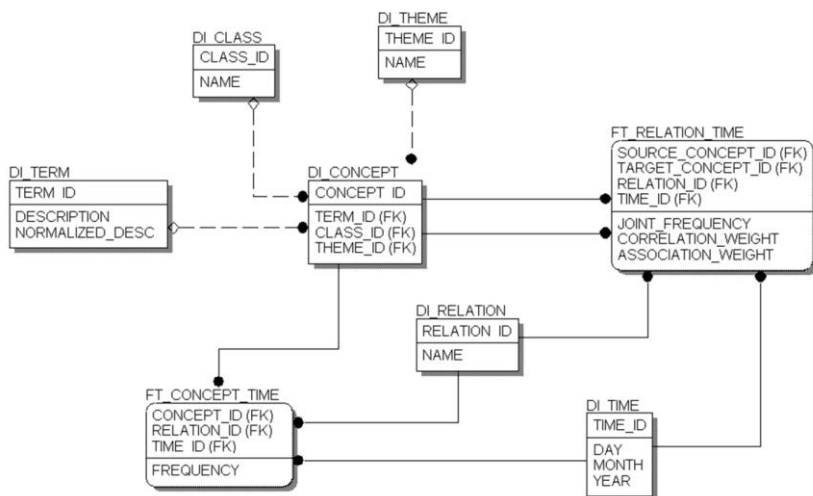 DI_CLASS
CLASS_ID
NAME
DI_THEME
THEME_ID
NAME
DI_TERM
TERM_ID
DESCRIPTION
NORMALIZED_DESC
DI_CONCEPT
CONCEPT_ID
TERM_ID (FK)
CLASS_ID (FK)
THEME_ID (FK)
FT_RELATION_TIME
SOURCE_CONCEPT_ID (FK)
TARGET_CONCEPT_ID (FK)
RELATION_ID (FK)
TIME_ID (FK)
JOINT_FREQUENCY
CORRELATION_WEIGHT
ASSOCIATION_WEIGHT
DI_RELATION
RELATION_ID
NAME
FT_CONCEPT_TIME
CONCEPT_ID (FK)
RELATION_ID (FK)
TIME_ID (FK)
FREQUENCY
DI_TIME
TIME_ID
DAY
MONTH
YEAR